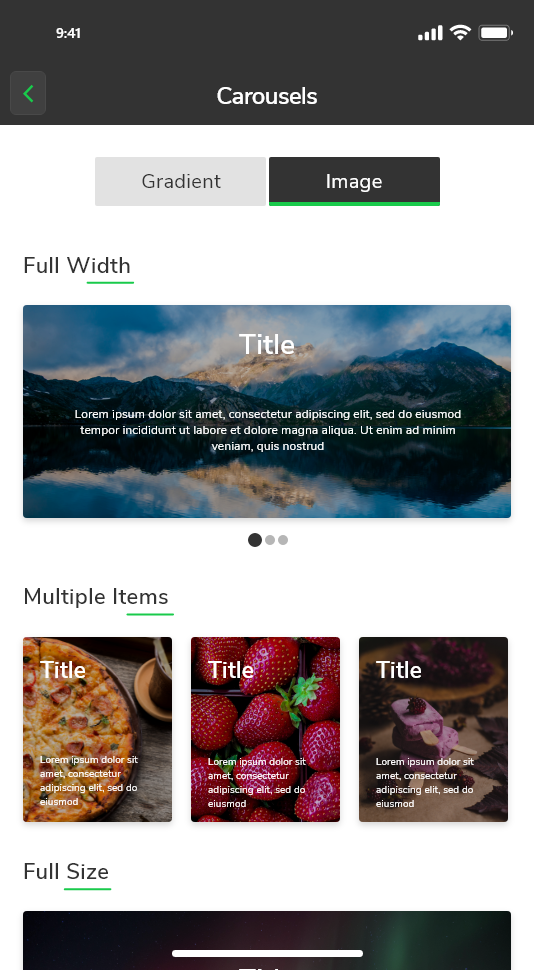 9:41
Carousels
Gradient
Image
Full Width
Title
Lorem ipsum dolor sit amet, consectetur adipiscing elit, sed do eiusmod
tempor incididunt ut labore et dolore magna aliqua. Ut enim ad minim
veniam, quis nostrud
Multiple Items
Title
Lorem ipsum dolor sit
amet, consectetur
adipiscing elit, sed do
eiusmod
Title
Lorem ipsum dolor sit
amet, consectetur
adipiscing elit, sed do
eiusmod
Title
Lorem ipsum dolor sit
amet, consectetur
adipiscing elit, sed do
eiusmod
Full Size